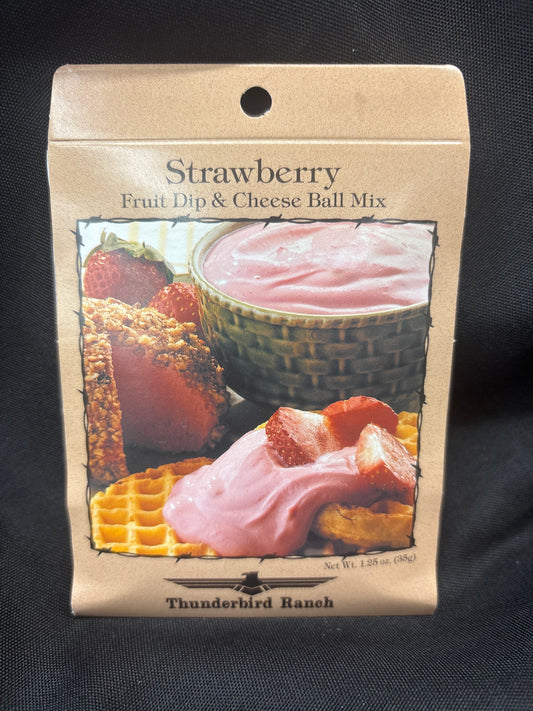 Strawberry
Fruit Dip & Cheese Ball Mix
Net Wt. 1.25 oz. (35g)
Thunderbird Ranch